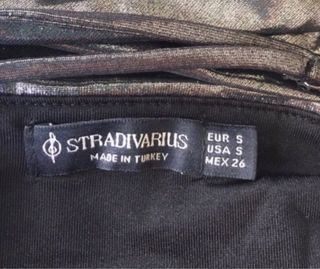 STRADIVARIUS
MADE IN TURKEY
EUR S
USA S
MEX 26